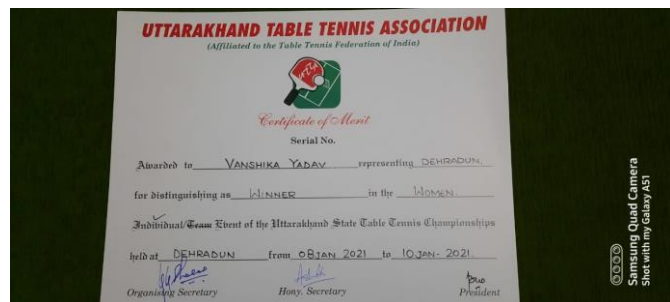 UTTARAKHAND TABLE TENNIS ASSOCIATION
(Affiliated to the Table Tennis Federation of India)
Certificate of Merit
Serial No.
Awarded to VANSHIKA YADAV representing DEHRADUN.
for distinguishing as WINNER in the WOMEN.
Individual/Team Event of the Uttarakhand State Table Tennis Championships
held at DEHRADUN from 08 JAN 2021 to 10 JAN- 2021.
Organising Secretary Hony. Secretary President
Samsung Quad Camera
Shot with my Galaxy A51